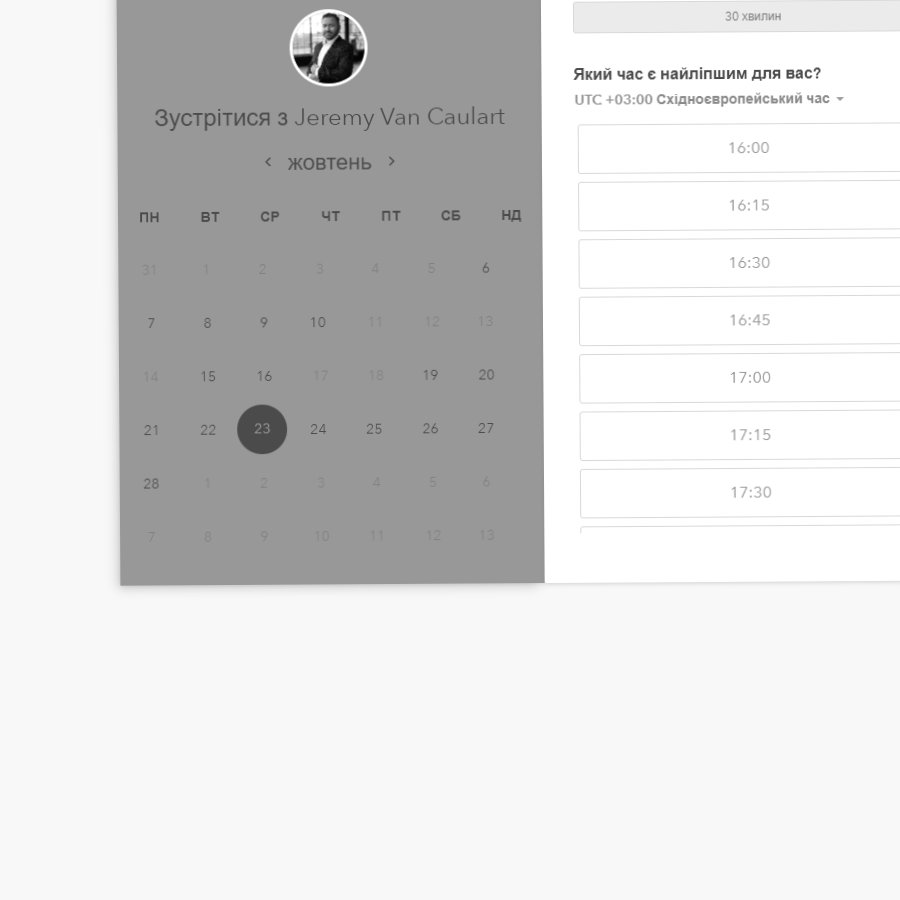 Зустрітися з Jeremy Van Caulart
жовтень
ПН ВТ СР ЧТ ПТ СБ НД
31 1 2 3 4 5 6
7 8 9 10 11 12 13
14 15 16 17 18 19 20
21 22 23 24 25 26 27
28 1 2 3 4 5 6
7 8 9 10 11 12 13
30 хвилин
Який час є найліпшим для вас?
UTC +03:00 Східноєвропейський час
16:00
16:15
16:30
16:45
17:00
17:15
17:30